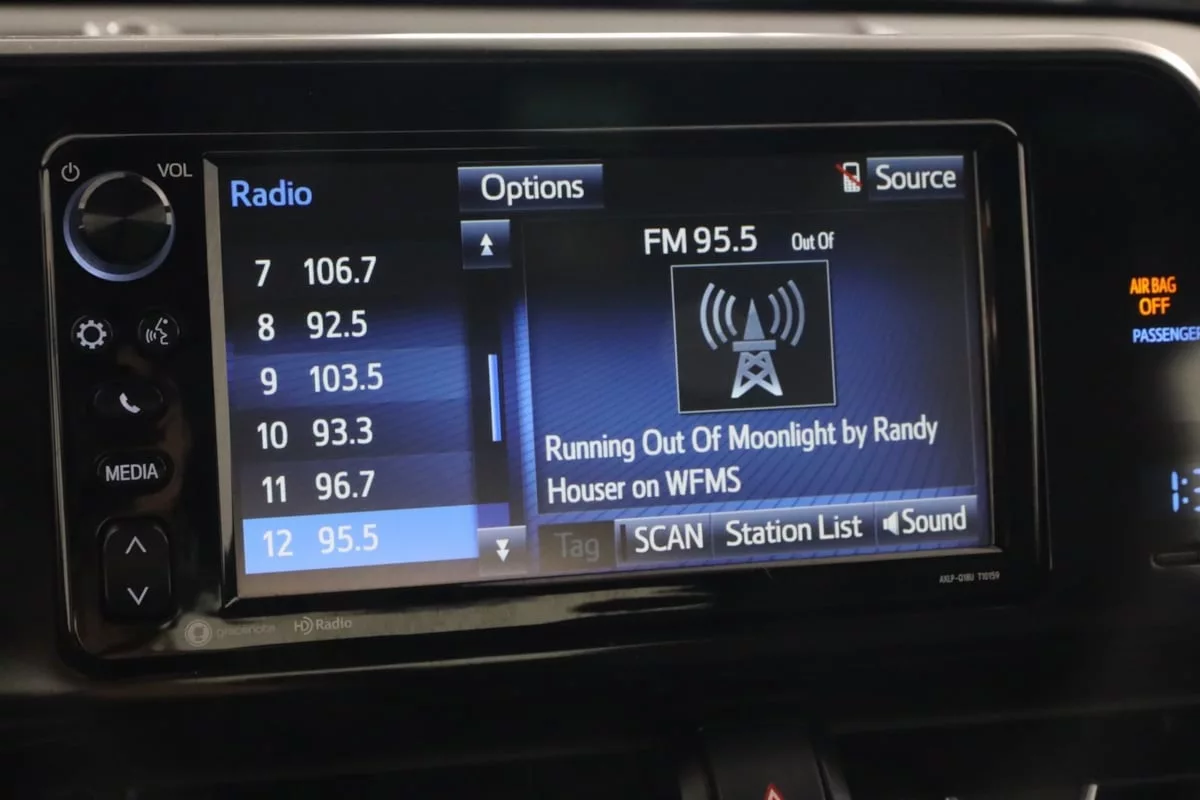 VOL
Radio
Options
Source
7 106.7
8 92.5
9 103.5
10 93.3
11 96.7
12 95.5
FM 95.5 Out Of
Running Out Of Moonlight by Randy
Houser on WFMS
Tag
SCAN
Station List
Sound
MEDIA
gracenote
HD Radio
AIR BAG
OFF
PASSENGER